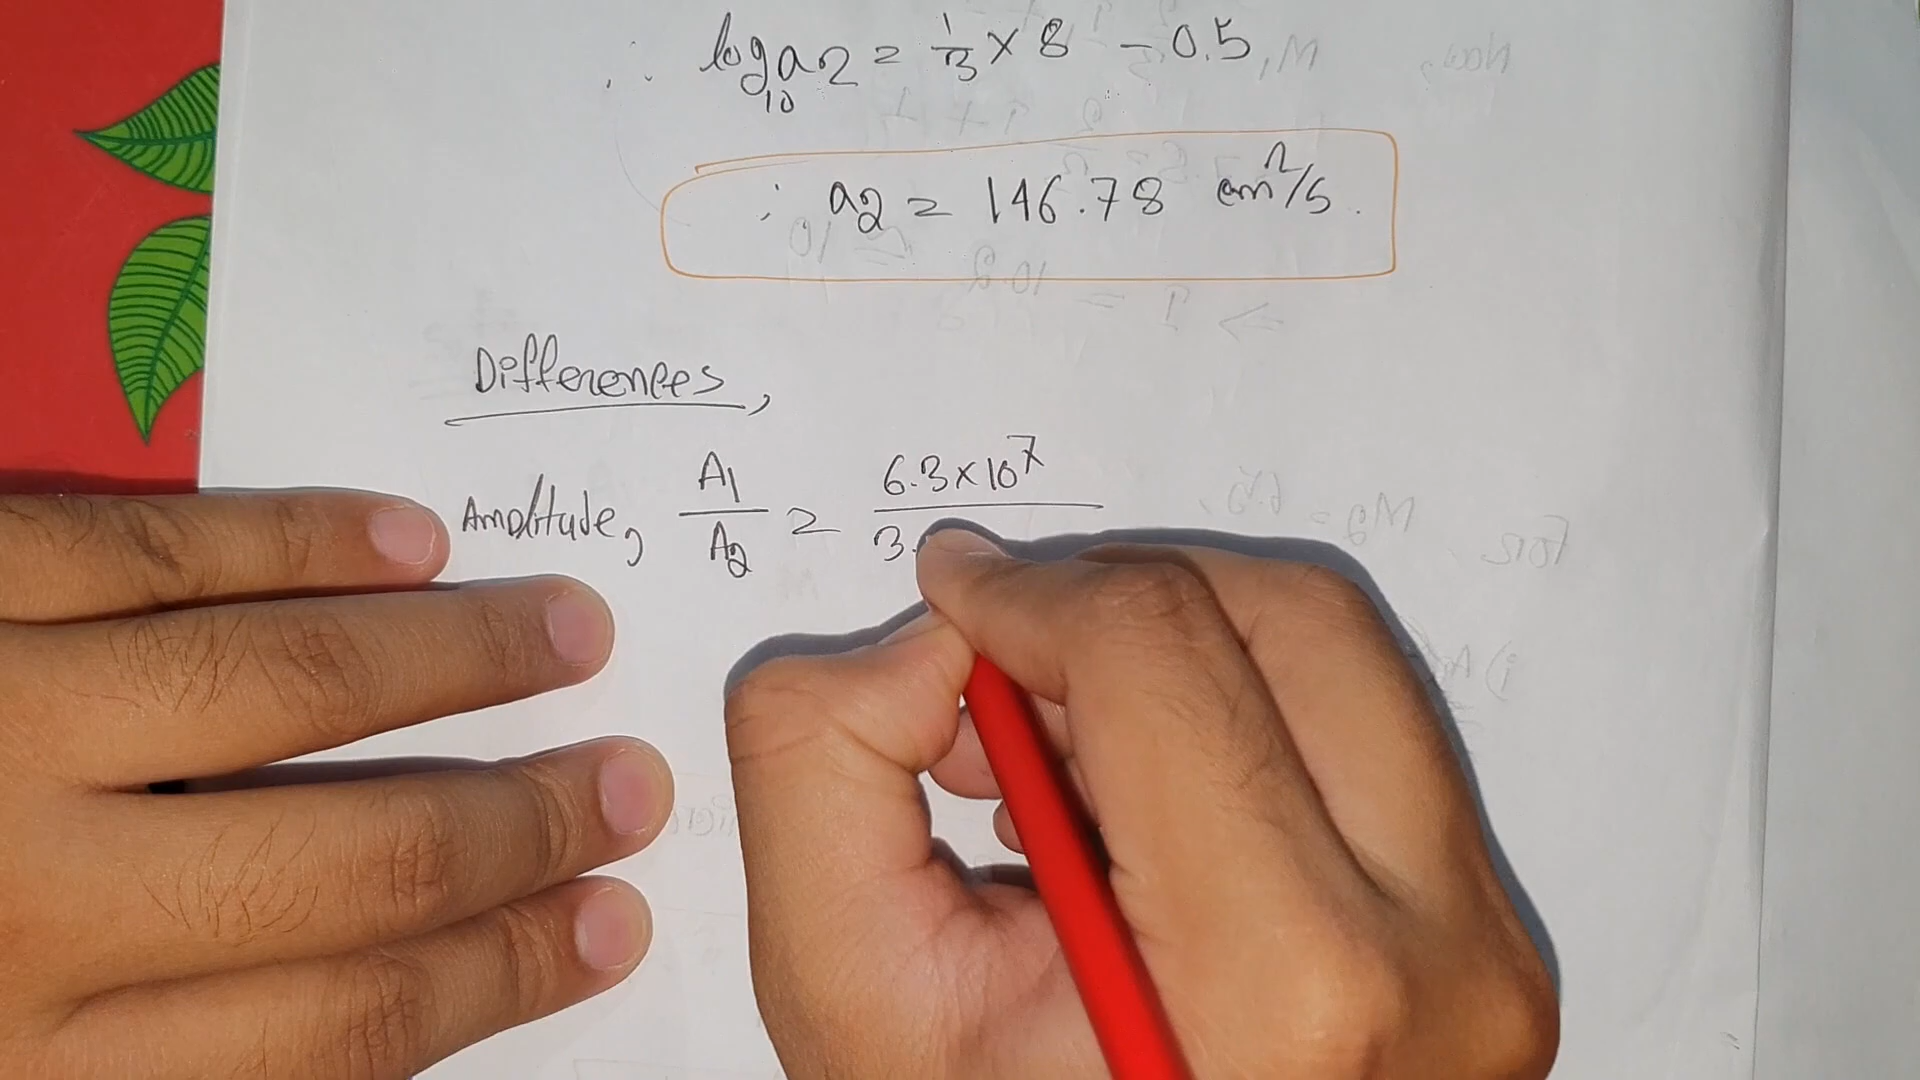 ∴ log₁₀ a2 = 1/3 × 8 - 0.5
∴ a2 = 146.78 cm²/s.
Differences,
Amplitude, A1/A2 = 6.3×10⁷/3.